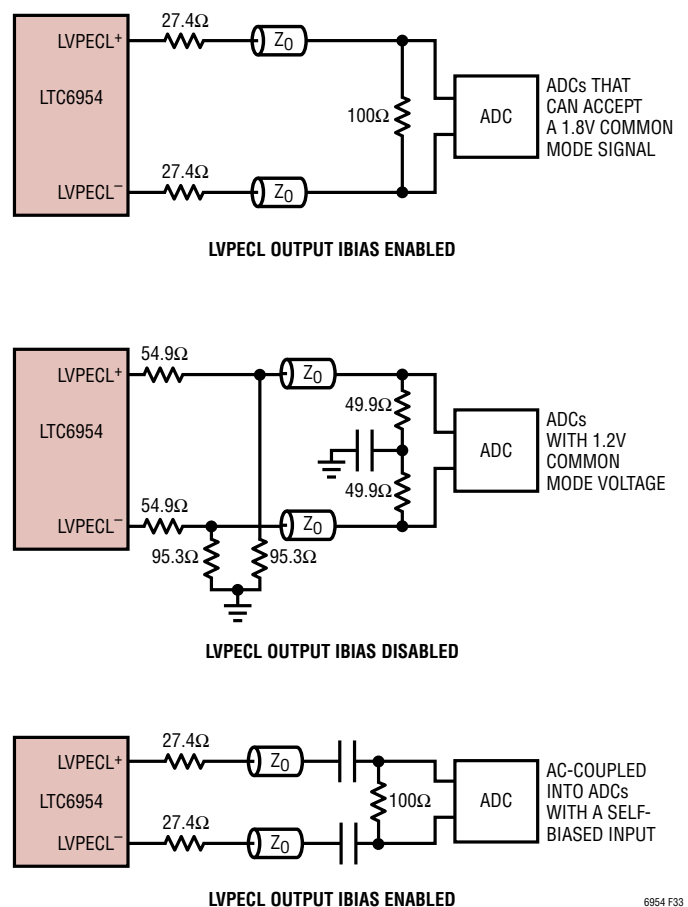 27.4Ω
LVPECL+
Z0
LTC6954
100Ω
ADC
ADCs THAT
CAN ACCEPT
A 1.8V COMMON
MODE SIGNAL
27.4Ω
LVPECL–
Z0
LVPECL OUTPUT IBIAS ENABLED
54.9Ω
LVPECL+
Z0
LTC6954
49.9Ω
ADC
ADCs
WITH 1.2V
COMMON
MODE VOLTAGE
49.9Ω
54.9Ω
LVPECL–
Z0
95.3Ω
95.3Ω
LVPECL OUTPUT IBIAS DISABLED
27.4Ω
LVPECL+
Z0
LTC6954
100Ω
ADC
AC-COUPLED
INTO ADCs
WITH A SELF-
BIASED INPUT
27.4Ω
LVPECL–
Z0
LVPECL OUTPUT IBIAS ENABLED
6954 F33